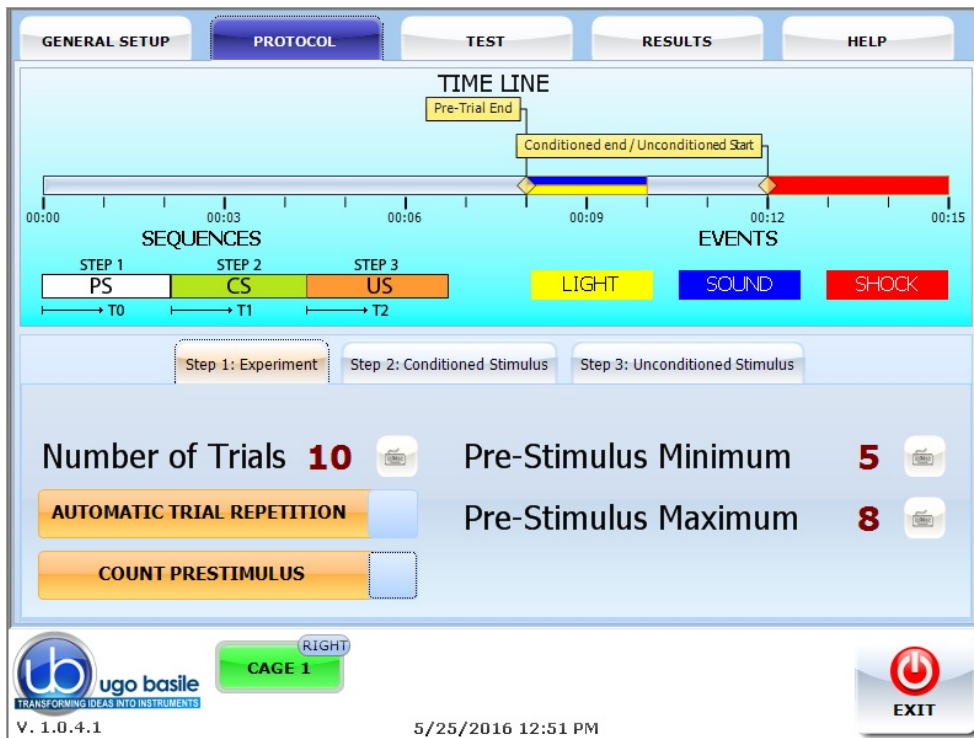 GENERAL SETUP PROTOCOL TEST RESULTS HELP
TIME LINE
Pre-Trial End
Conditioned end / Unconditioned Start
00:00 00:03 00:06 00:09 00:12 00:15
SEQUENCES EVENTS
STEP 1 STEP 2 STEP 3
PS CS US LIGHT SOUND SHOCK
T0 T1 T2
Step 1: Experiment Step 2: Conditioned Stimulus Step 3: Unconditioned Stimulus
Number of Trials 10 Pre-Stimulus Minimum 5
AUTOMATIC TRIAL REPETITION Pre-Stimulus Maximum 8
COUNT PRESTIMULUS
RIGHT
CAGE 1
ub ugo basile
TRANSFORMING IDEAS INTO INSTRUMENTS
EXIT
V. 1.0.4.1 5/25/2016 12:51 PM